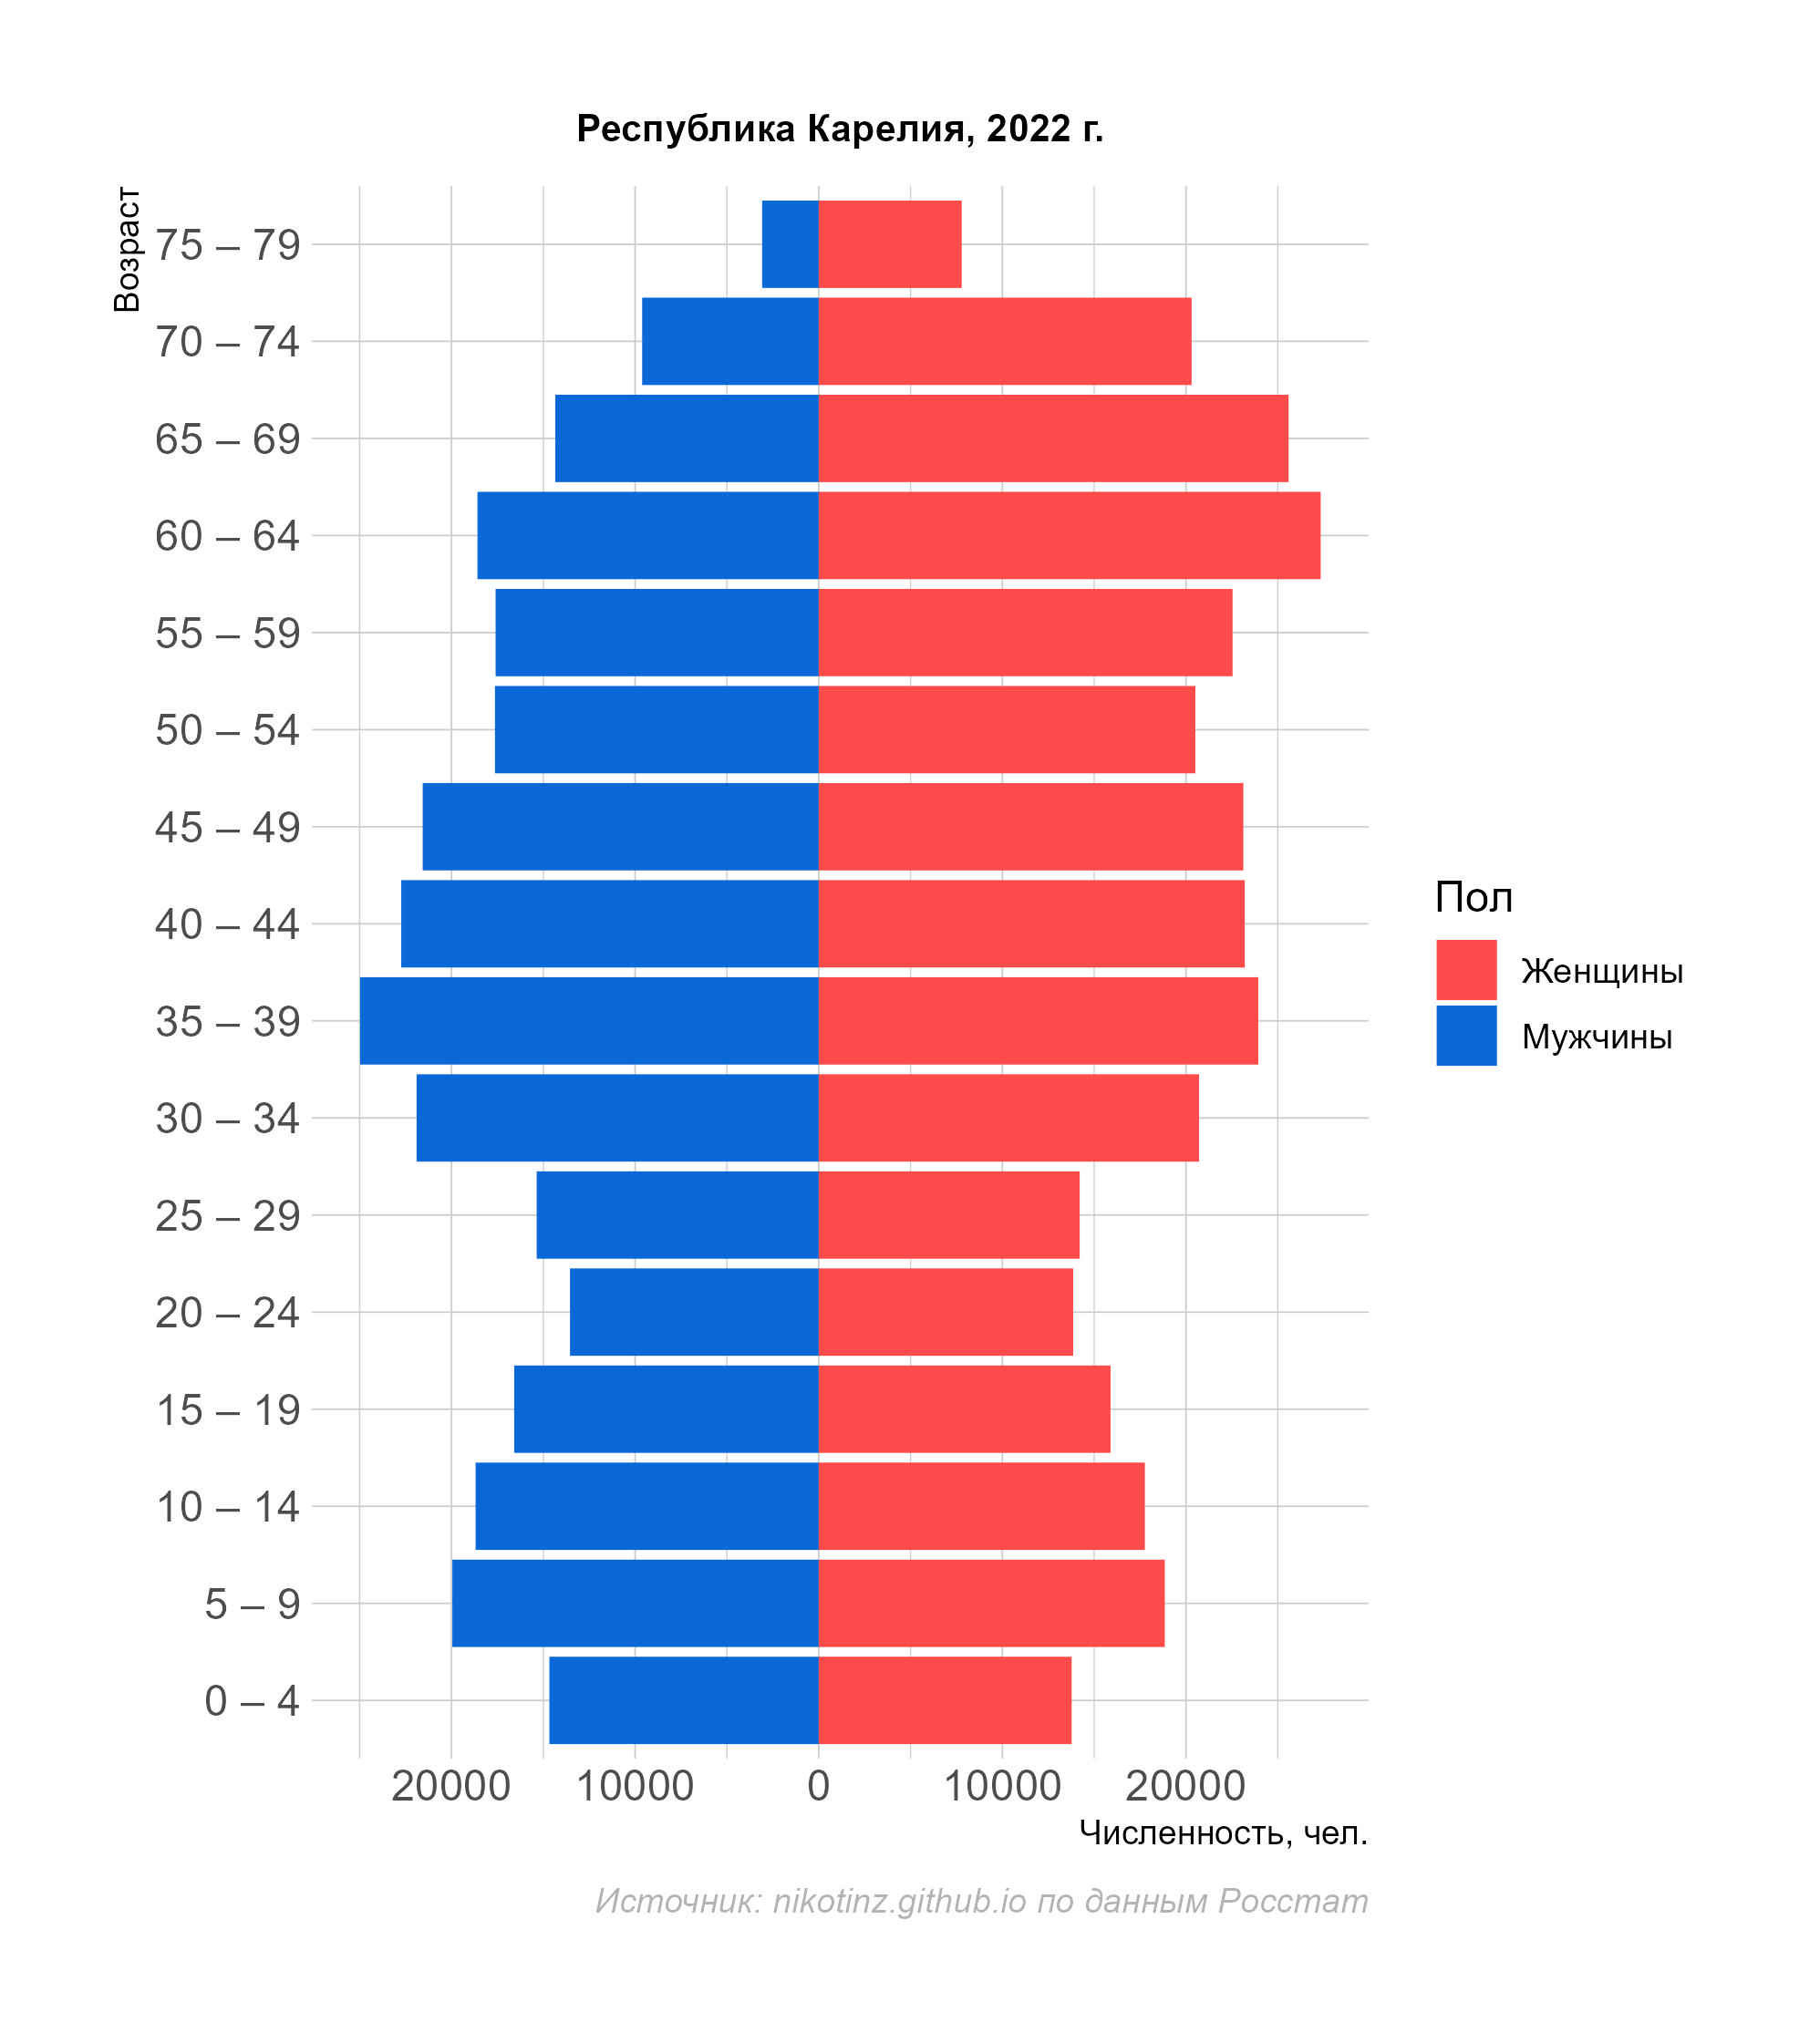 Республика Карелия, 2022 г.
Возраст
75 – 79
70 – 74
65 – 69
60 – 64
55 – 59
50 – 54
45 – 49
40 – 44
35 – 39
30 – 34
25 – 29
20 – 24
15 – 19
10 – 14
5 – 9
0 – 4
20000 10000 0 10000 20000
Численность, чел.
Пол
Женщины
Мужчины
Источник: nikotinz.github.io по данным Росстат